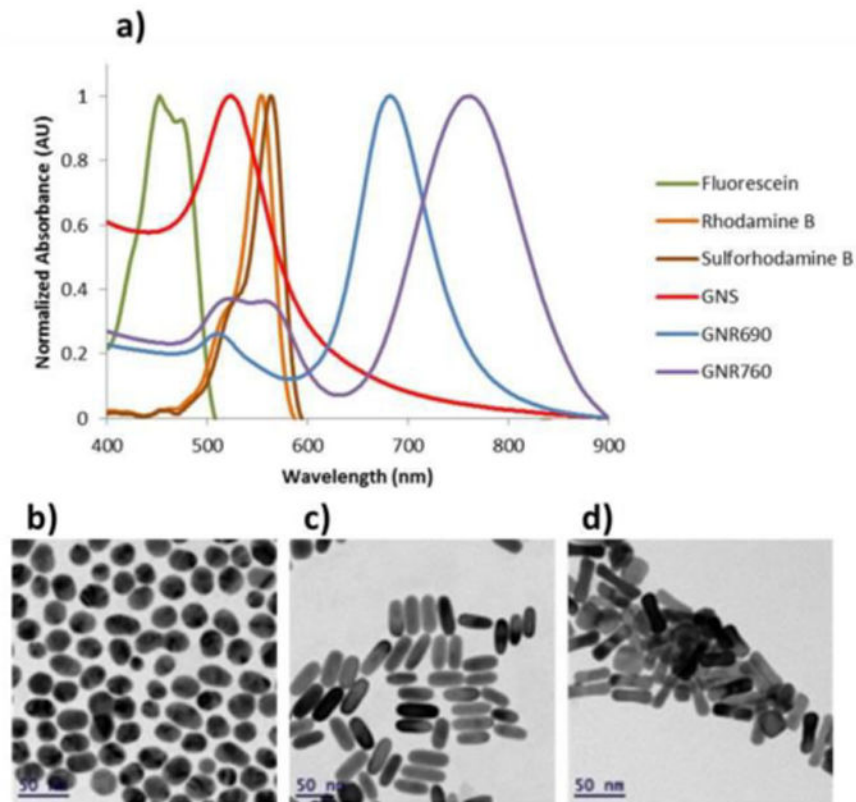 a)
Normalized Absorbance (AU)
1
0.8
0.6
0.4
0.2
0
400 500 600 700 800 900
Wavelength (nm)
Fluorescein
Rhodamine B
Sulforhodamine B
GNS
GNR690
GNR760
b) c) d)
50 nm 50 nm 50 nm